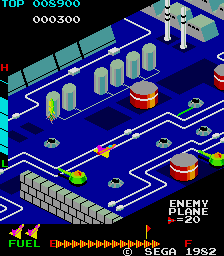 TOP 008900
000300
H
L
ENEMY
PLANE
=20
FUEL E F
© SEGA 1982